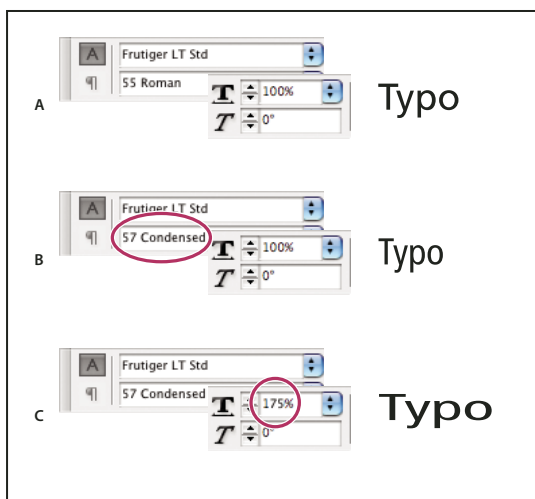 A
Frutiger LT Std
55 Roman
100%
0°
A
Typo
A
Frutiger LT Std
57 Condensed
100%
0°
B
Typo
A
Frutiger LT Std
57 Condensed
175%
0°
C
Typo